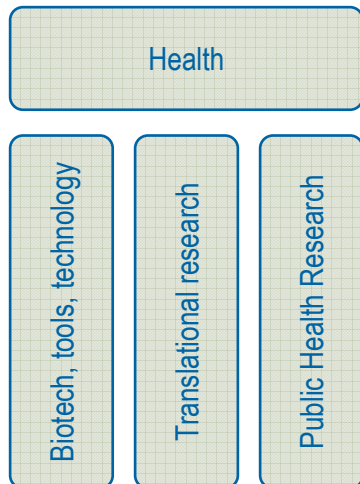 Health
Biotech, tools, technology
Translational research
Public Health Research